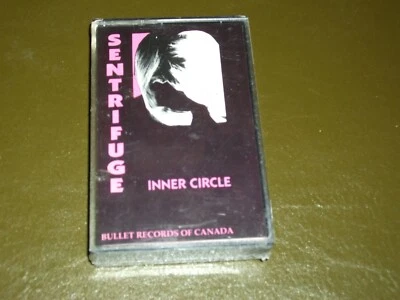 SENTRIFUGE
INNER CIRCLE
BULLET RECORDS OF CANADA